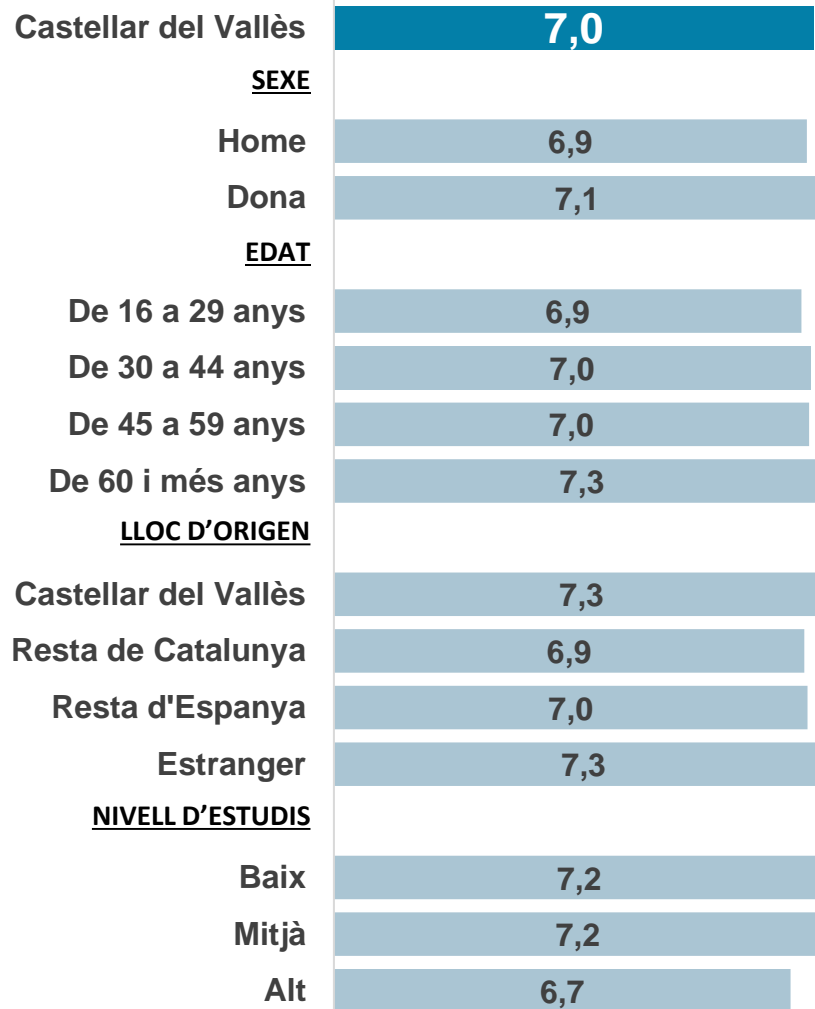 Castellar del Vallès 7,0
SEXE
Home 6,9
Dona 7,1
EDAT
De 16 a 29 anys 6,9
De 30 a 44 anys 7,0
De 45 a 59 anys 7,0
De 60 i més anys 7,3
LLOC D’ORIGEN
Castellar del Vallès 7,3
Resta de Catalunya 6,9
Resta d'Espanya 7,0
Estranger 7,3
NIVELL D’ESTUDIS
Baix 7,2
Mitjà 7,2
Alt 6,7